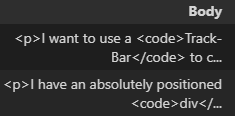 Body
<p>I want to use a <code>Track-
Bar</code> to c...
<p>I have an absolutely positioned
<code>div</...